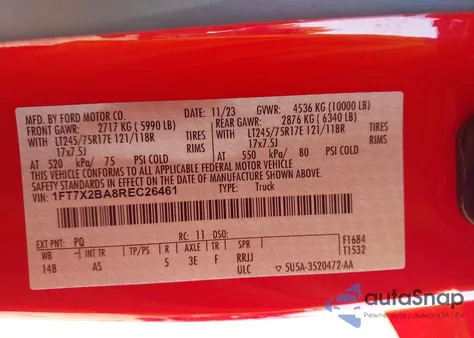 MFD. BY FORD MOTOR CO. 11/23 GVWR: 4536 KG (10000 LB)
FRONT GAWR: 2717 KG ( 5990 LB) REAR GAWR: 2876 KG ( 6340 LB)
WITH LT245/75R17E 121/118R TIRES WITH LT245/75R17E 121/118R TIRES
17x7.5J RIMS 17x7.5J RIMS
AT 520 kPa/ 75 PSI COLD AT 550 kPa/ 80 PSI COLD
THIS VEHICLE CONFORMS TO ALL APPLICABLE FEDERAL MOTOR VEHICLE
SAFETY STANDARDS IN EFFECT ON THE DATE OF MANUFACTURE SHOWN ABOVE.
VIN: 1FT7X2BA8REC26461 TYPE: Truck
EXT PNT: PQ RC: 11 DSO: F1684
WB INT TR TP/PS R AXLE TR SPR T1532
148 AS 5 3E F RRJJ
ULC 5U5A-3520472-AA
autaSnap